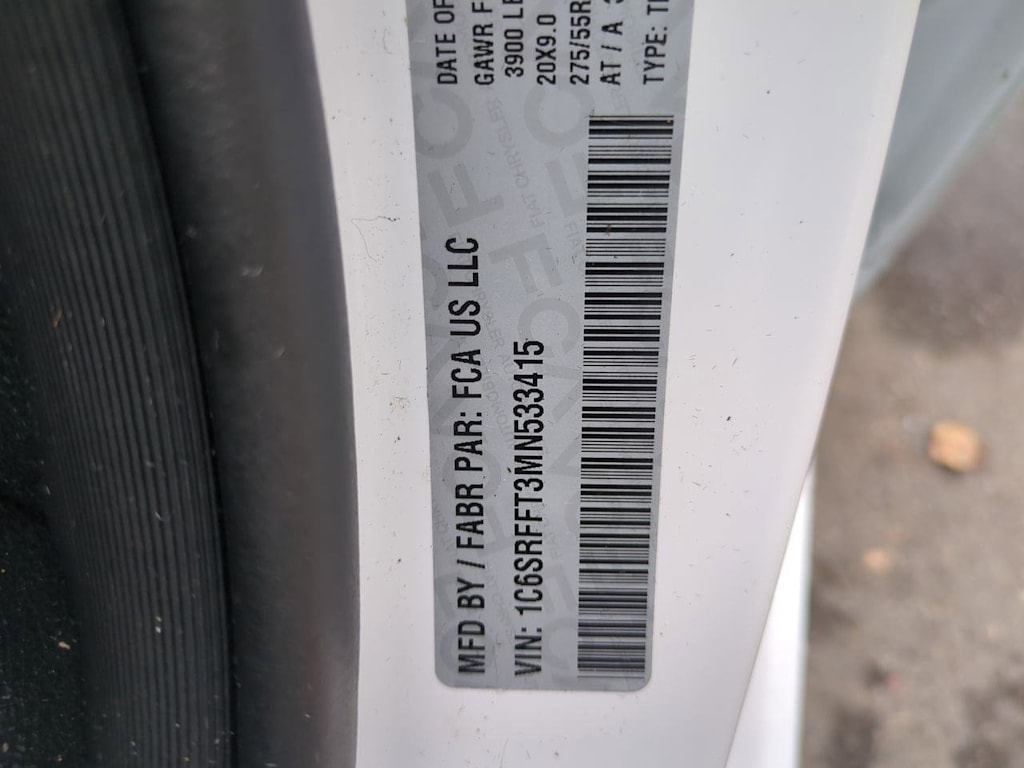 DATE OF
GAWR F
3900 LB
20X9.0
275/55R
AT / A 3
TYPE: T
MFD BY / FABR PAR: FCA US LLC
VIN: 1C6SRFFT3MN533415